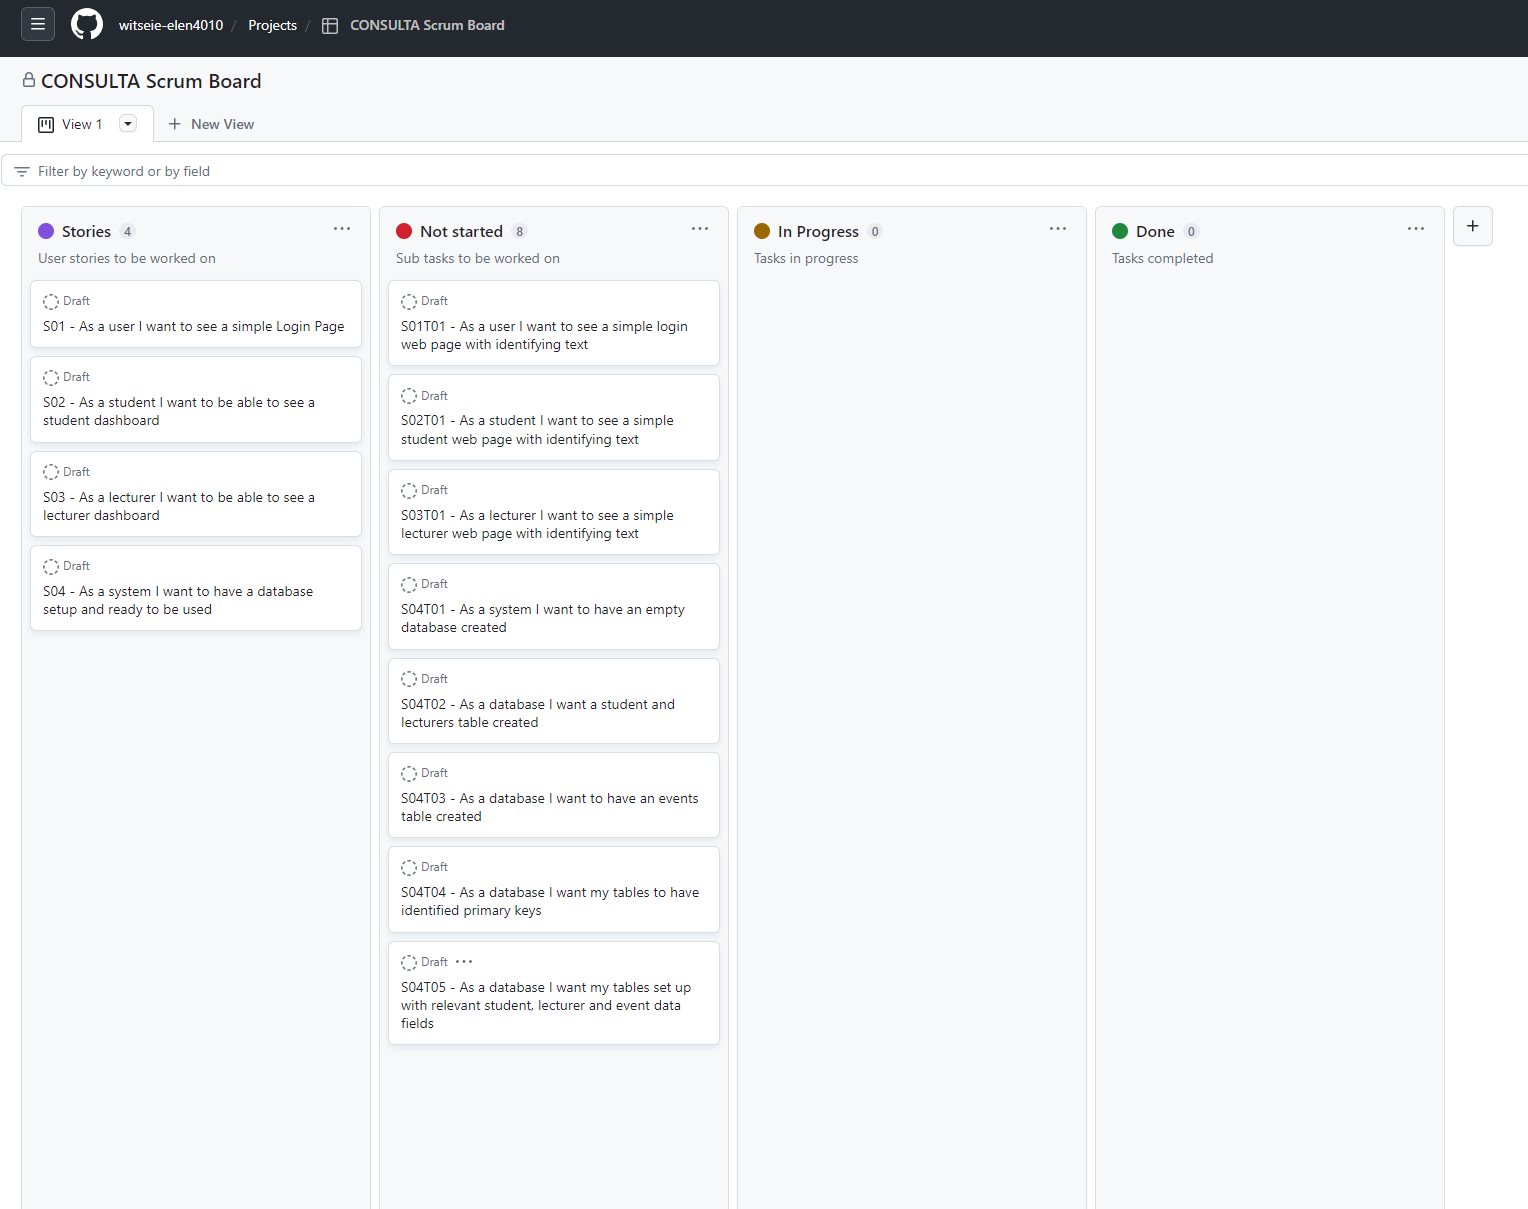 witseie-elen4010 / Projects / CONSULTA Scrum Board
CONSULTA Scrum Board
View 1
New View
Filter by keyword or by field
Stories 4
User stories to be worked on
Draft
S01 - As a user I want to see a simple Login Page
Draft
S02 - As a student I want to be able to see a
student dashboard
Draft
S03 - As a lecturer I want to be able to see a
lecturer dashboard
Draft
S04 - As a system I want to have a database
setup and ready to be used
Not started 8
Sub tasks to be worked on
Draft
S01T01 - As a user I want to see a simple login
web page with identifying text
Draft
S02T01 - As a student I want to see a simple
student web page with identifying text
Draft
S03T01 - As a lecturer I want to see a simple
lecturer web page with identifying text
Draft
S04T01 - As a system I want to have an empty
database created
Draft
S04T02 - As a database I want a student and
lecturers table created
Draft
S04T03 - As a database I want to have an events
table created
Draft
S04T04 - As a database I want my tables to have
identified primary keys
Draft
S04T05 - As a database I want my tables set up
with relevant student, lecturer and event data
fields
In Progress 0
Tasks in progress
Done 0
Tasks completed